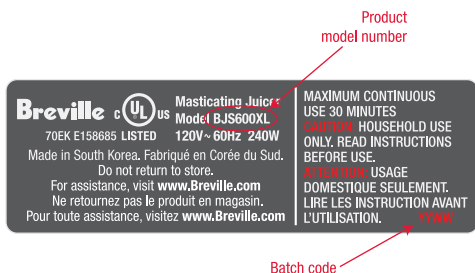 Product
model number
Breville
C UL US
Masticating Juicer
Model BJS600XL
70EK E158685 LISTED
120V~ 60HZ 240W
Made in South Korea. Fabriqué en Corée du Sud.
Do not return to store.
For assistance, visit www.Breville.com
Ne retournez pas le produit en magasin.
Pour toute assistance, visitez www.Breville.com
MAXIMUM CONTINUOUS
USE 30 MINUTES
CAUTION: HOUSEHOLD USE
ONLY. READ INSTRUCTIONS
BEFORE USE.
ATTENTION: USAGE
DOMESTIQUE SEULEMENT.
LIRE LES INSTRUCTION AVANT
L'UTILISATION. YYWW
Batch code